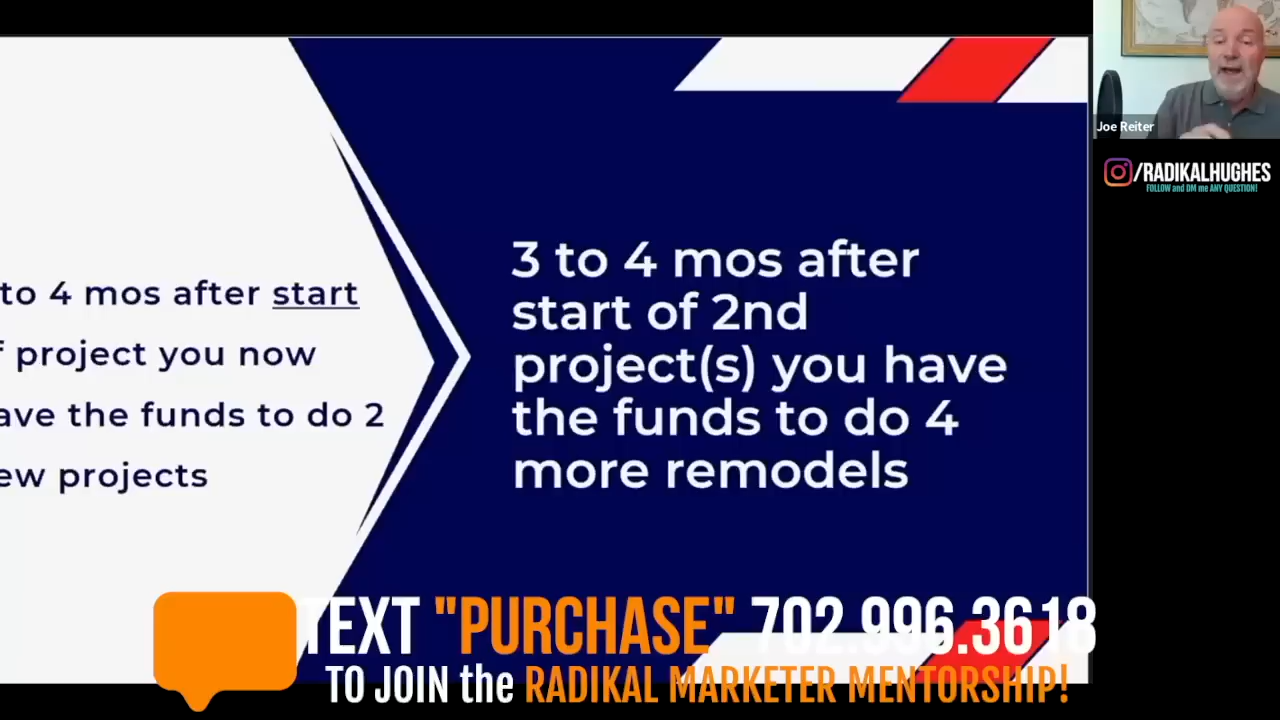 to 4 mos after start
project you now
the funds to do 2
projects
3 to 4 mos after
start of 2nd
project(s) you have
the funds to do 4
more remodels
Joe Reiter
/RADIKALHUGHES
FOLLOW and DM me ANY QUESTION!
TEXT "PURCHASE" 702.996.3618
TO JOIN the RADIKAL MARKETER MENTORSHIP!